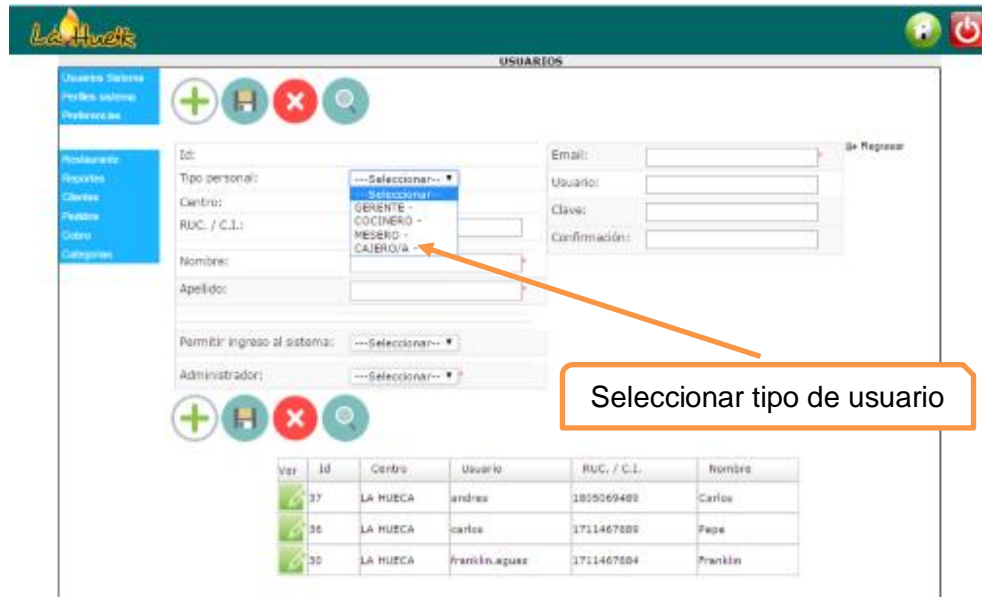 La Hueik
USUARIOS
Usuarios Sistema
Perfiles sistema
Preferencias
Restaurante
Reportes
Clientes
Pedidos
Cobro
Categorias
Regresar
Id:
Tipo personal: ---Seleccionar--
---Seleccionar--
GERENTE -
COCINERO -
MESERO -
CAJERO/A -
Centro:
RUC. / C.I.:
Nombre: *
Apellido: *
Permitir ingreso al sistema: ---Seleccionar--
Administrador: ---Seleccionar-- *
Email: *
Usuario:
Clave:
Confirmación:
Seleccionar tipo de usuario
Ver Id Centro Usuario RUC. / C.I. Nombre
37 LA HUECA andres 1805069489 Carlos
36 LA HUECA carlos 1711467889 Pepe
30 LA HUECA franklin.aguas 1711467884 Franklin